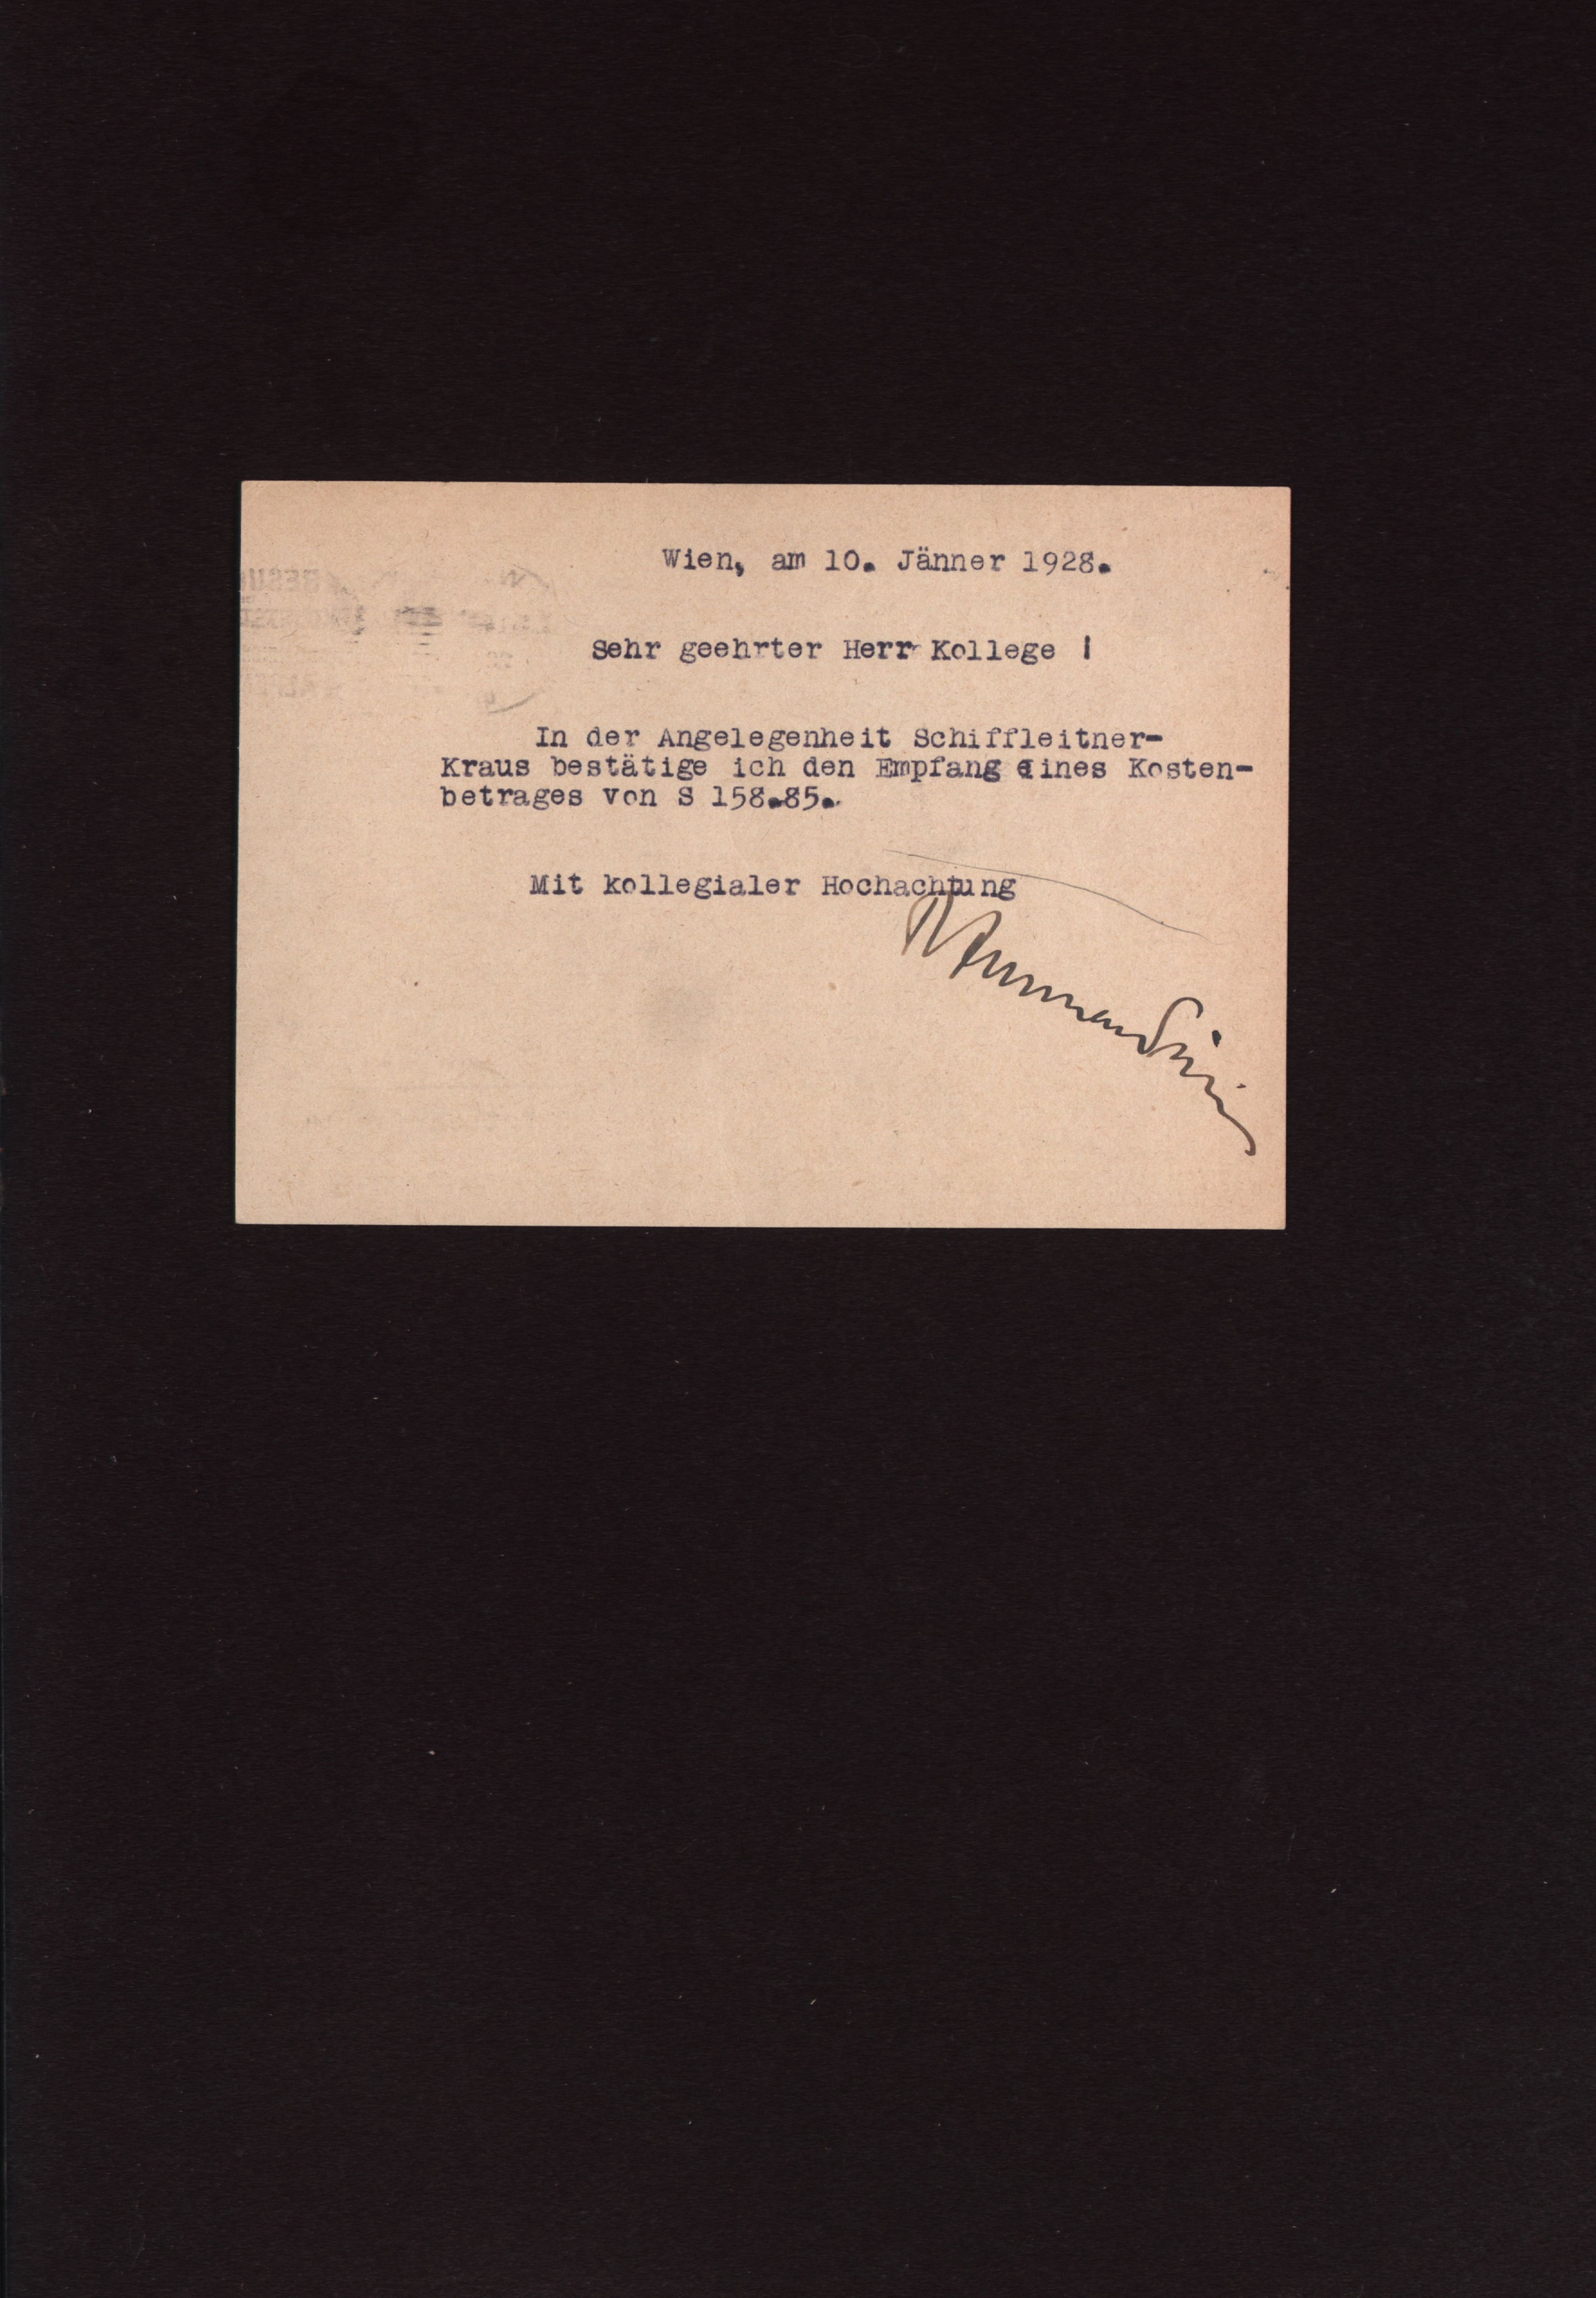 Wien, am 10. Jänner 1928.
Sehr geehrter Herr Kollege !
In der Angelegenheit Schiffleitner-
Kraus bestätige ich den Empfang eines Kosten-
betrages von S 158.85.
Mit kollegialer Hochachtung